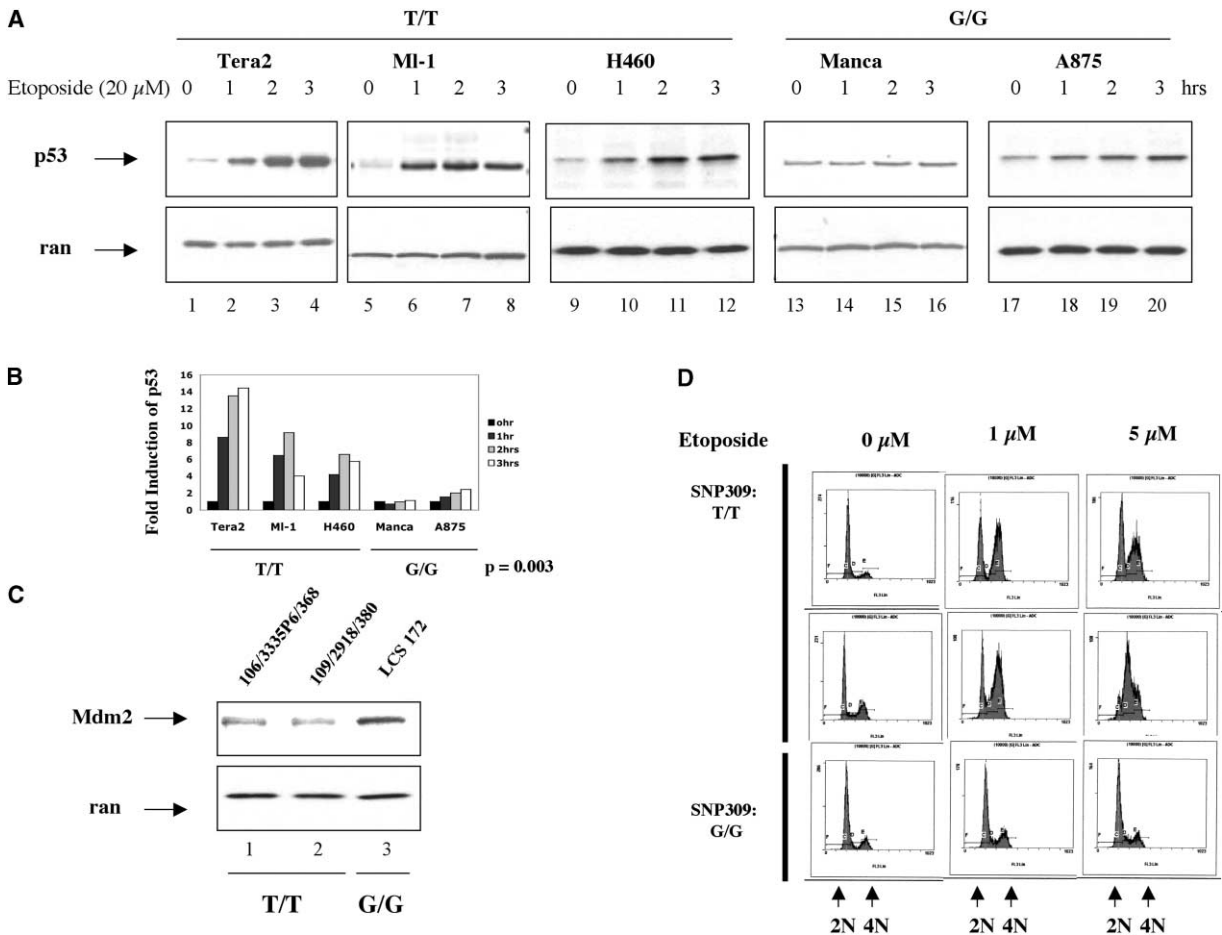 A
T/T
G/G
Tera2 Ml-1 H460 Manca A875
Etoposide (20 µM) 0 1 2 3 0 1 2 3 0 1 2 3 0 1 2 3 0 1 2 3 hrs
p53
ran
1 2 3 4 5 6 7 8 9 10 11 12 13 14 15 16 17 18 19 20
B
Fold Induction of p53
16
14
12
10
8
6
4
2
0
ohr
1hr
2hrs
3hrs
Tera2 Ml-1 H460 Manca A875
T/T G/G p = 0.003
C
106/3335P6/368 109/2918/380 LCS 172
Mdm2
ran
1 2 3
T/T G/G
D
Etoposide 0 µM 1 µM 5 µM
SNP309:
T/T
SNP309:
G/G
2N 4N 2N 4N 2N 4N